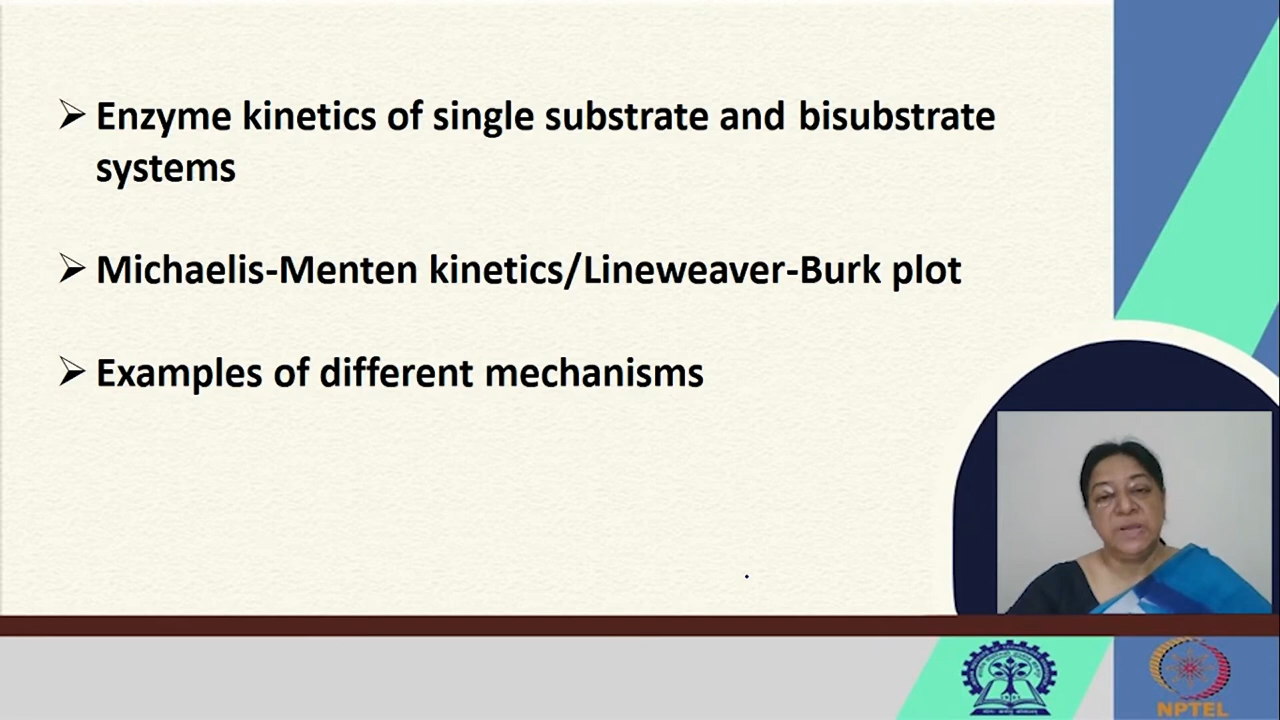 Enzyme kinetics of single substrate and bisubstrate
systems
Michaelis-Menten kinetics/Lineweaver-Burk plot
Examples of different mechanisms
NPTEL